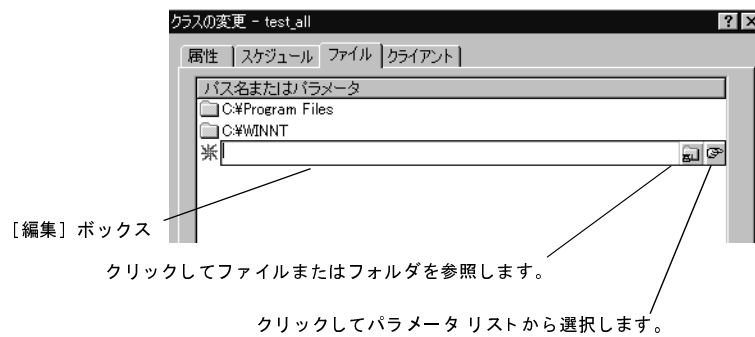 クラスの変更 - test_all
属性 スケジュール ファイル クライアント
パス名またはパラメータ
C:¥Program Files
C:¥WINNT
[編集] ボックス
クリックしてファイルまたはフォルダを参照します。
クリックしてパラメータ リストから選択します。